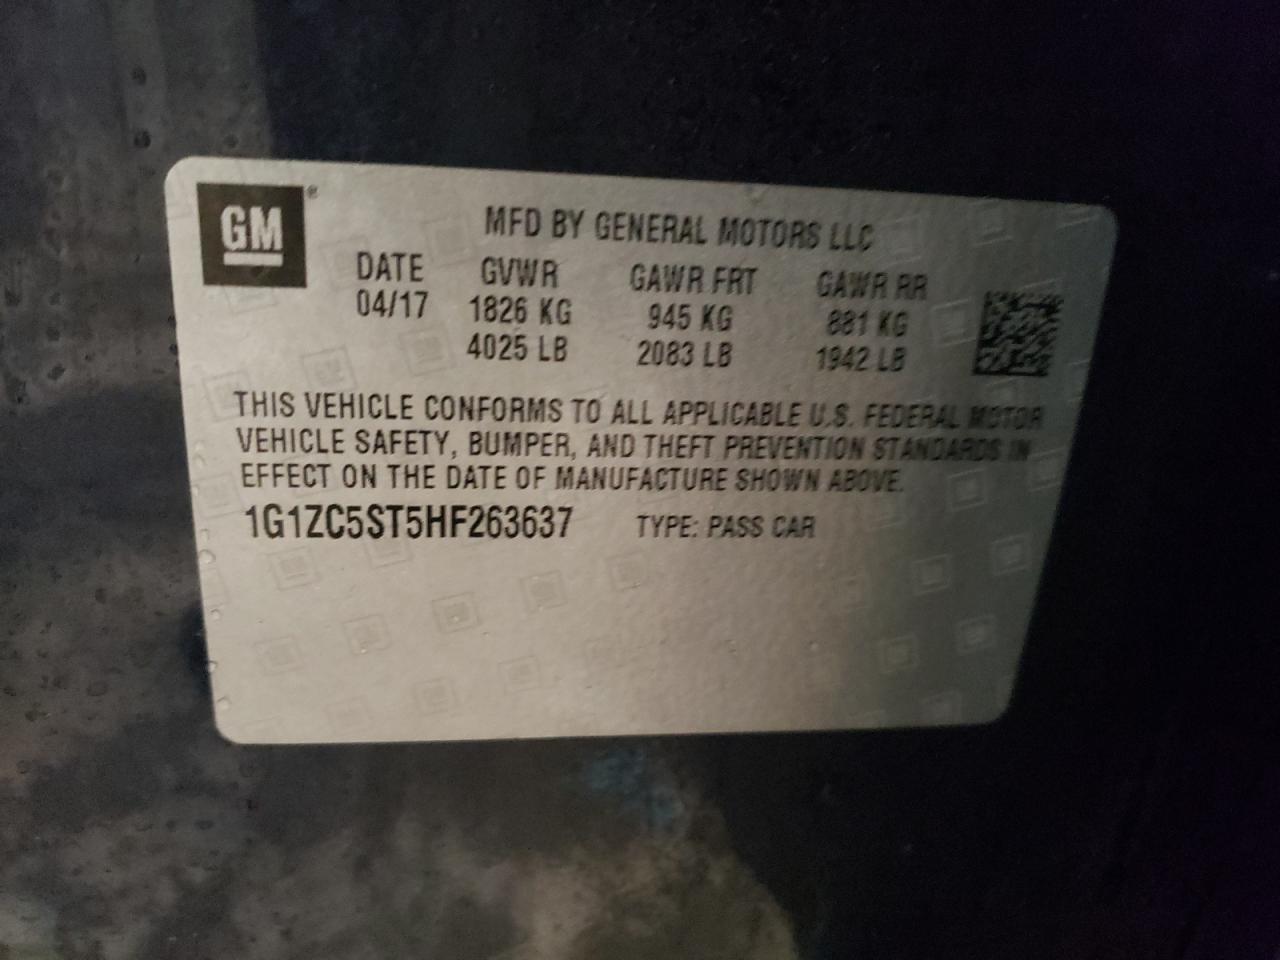 GM ®
MFD BY GENERAL MOTORS LLC
DATE GVWR GAWR FRT GAWR RR
04/17 1826 KG 945 KG 881 KG
4025 LB 2083 LB 1942 LB
THIS VEHICLE CONFORMS TO ALL APPLICABLE U.S. FEDERAL MOTOR
VEHICLE SAFETY, BUMPER, AND THEFT PREVENTION STANDARDS IN
EFFECT ON THE DATE OF MANUFACTURE SHOWN ABOVE.
1G1ZC5ST5HF263637 TYPE: PASS CAR